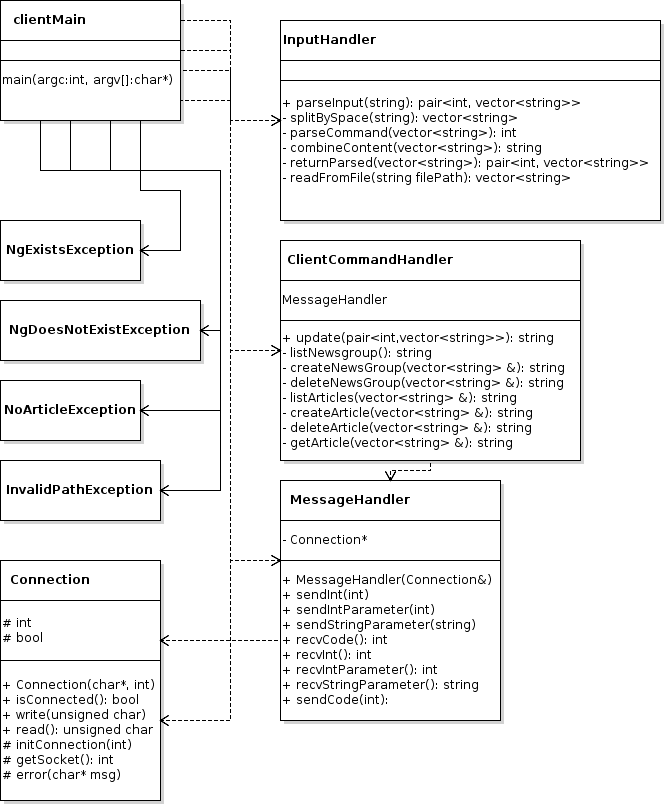 clientMain
main(argc:int, argv[]:char*)
InputHandler
+ parseInput(string): pair<int, vector<string>>
- splitBySpace(string): vector<string>
- parseCommand(vector<string>): int
- combineContent(vector<string>): string
- returnParsed(vector<string>): pair<int, vector<string>>
- readFromFile(string filePath): vector<string>
NgExistsException
NgDoesNotExistException
NoArticleException
InvalidPathException
ClientCommandHandler
MessageHandler
+ update(pair<int,vector<string>>): string
- listNewsgroup(): string
- createNewsGroup(vector<string> &): string
- deleteNewsGroup(vector<string> &): string
- listArticles(vector<string> &): string
- createArticle(vector<string> &): string
- deleteArticle(vector<string> &): string
- getArticle(vector<string> &): string
MessageHandler
- Connection*
+ MessageHandler(Connection&)
+ sendInt(int)
+ sendIntParameter(int)
+ sendStringParameter(string)
+ recvCode(): int
+ recvInt(): int
+ recvIntParameter(): int
+ recvStringParameter(): string
+ sendCode(int):
Connection
# int
# bool
+ Connection(char*, int)
+ isConnected(): bool
+ write(unsigned char)
+ read(): unsigned char
# initConnection(int)
# getSocket(): int
# error(char* msg)